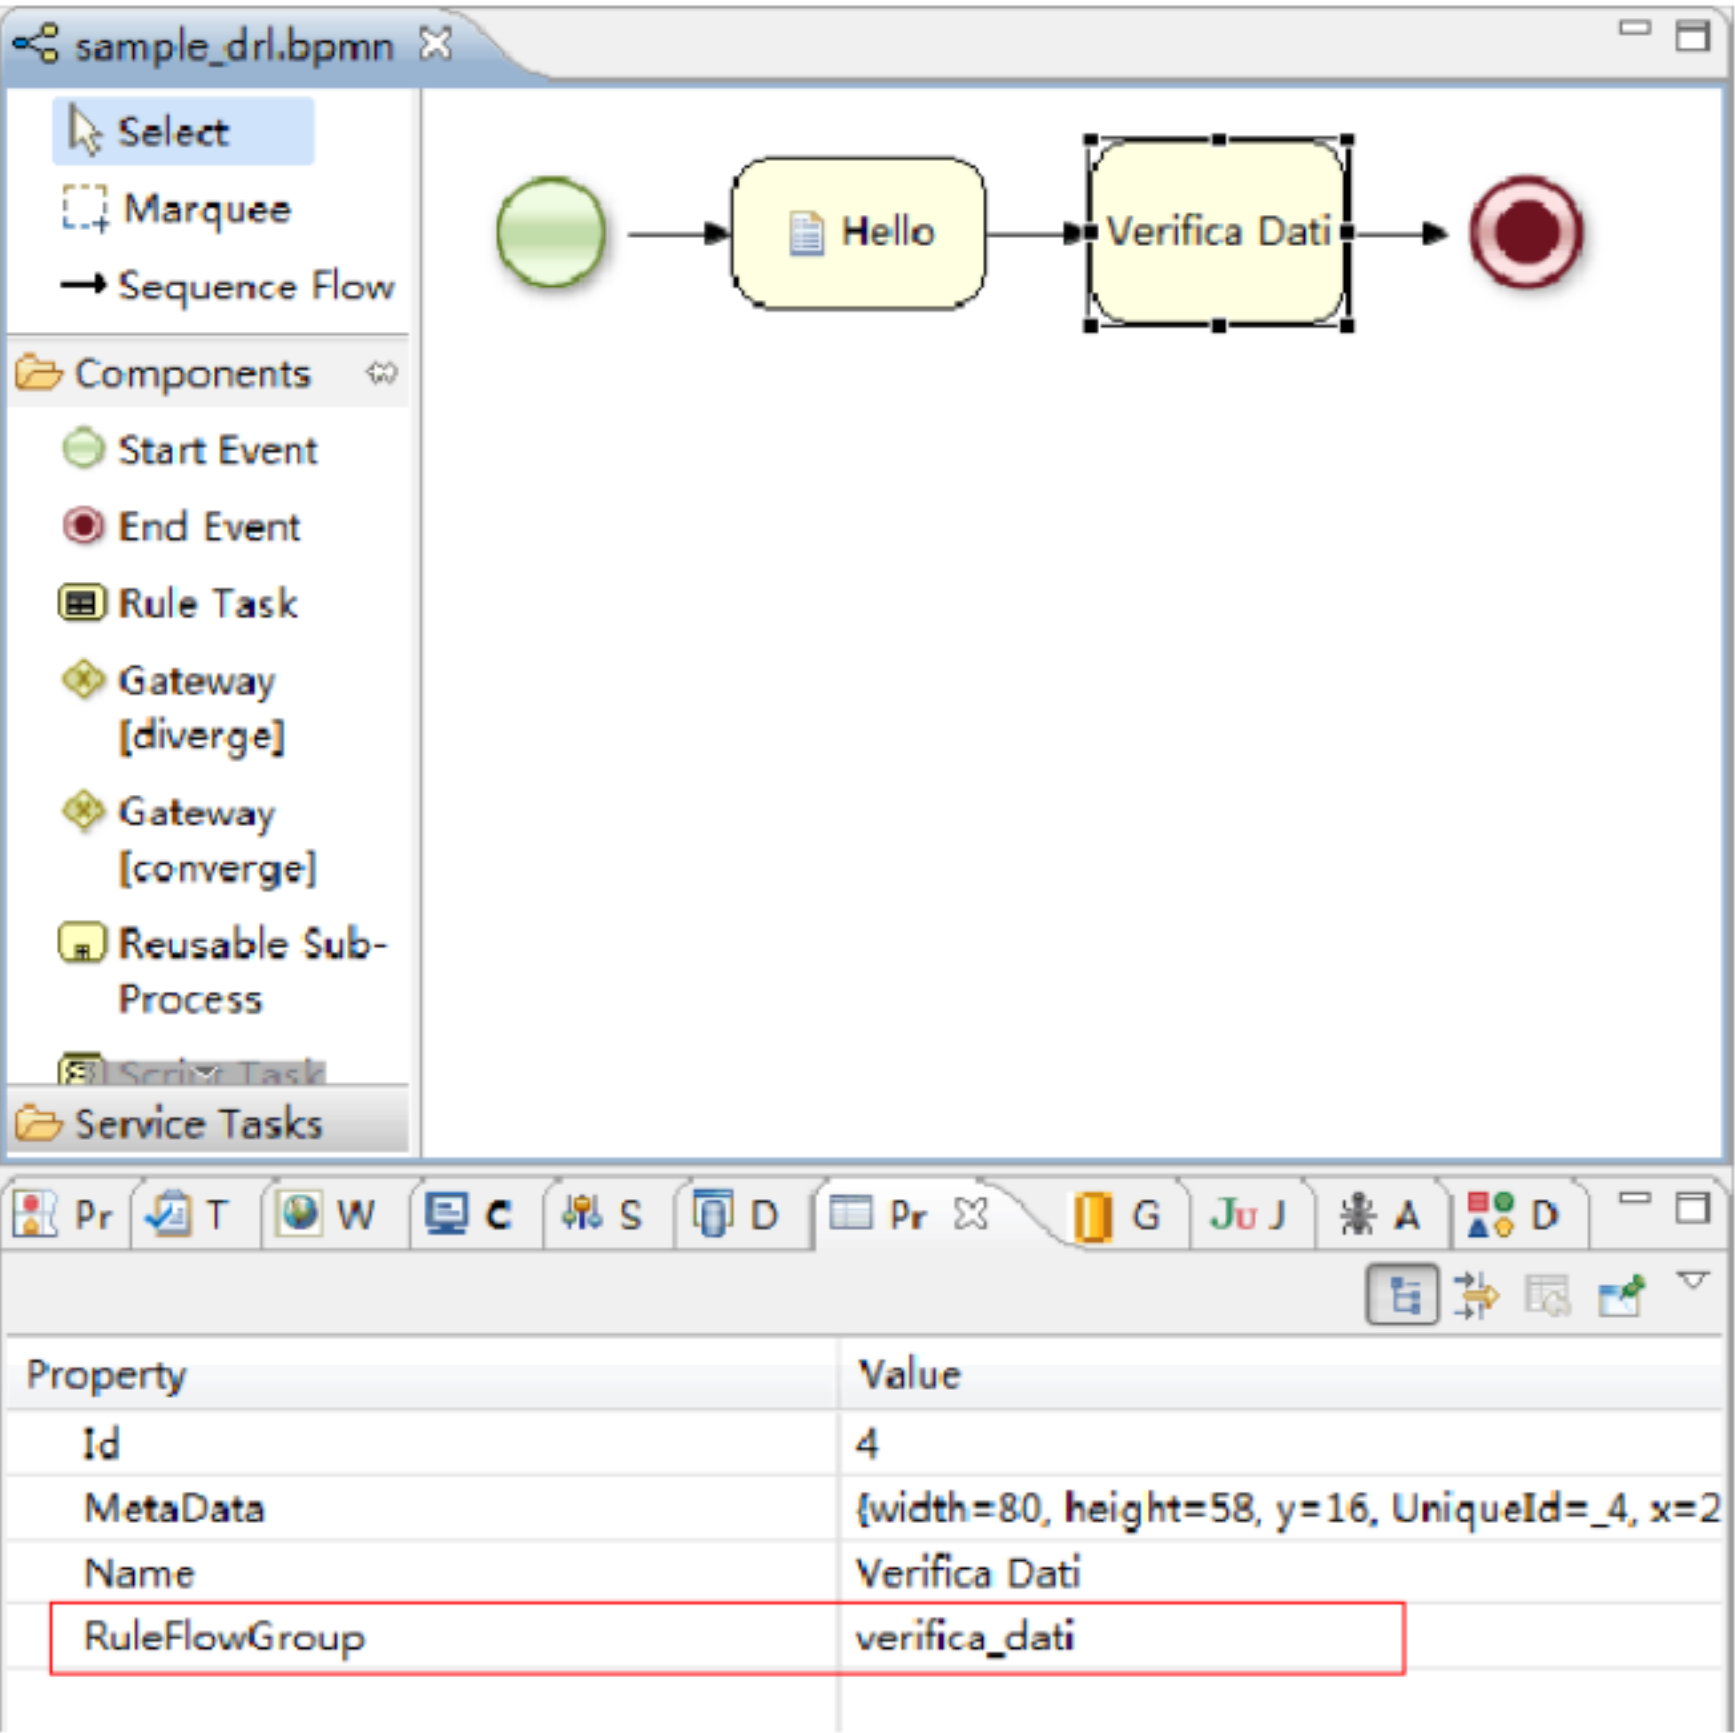 sample_drl.bpmn
Select
Marquee
Sequence Flow
Components
Start Event
End Event
Rule Task
Gateway
[diverge]
Gateway
[converge]
Reusable Sub-
Process
Script Task
Service Tasks
Hello
Verifica Dati
Pr T W C S D Pr G Ju J A D
Property Value
Id 4
MetaData {width=80, height=58, y=16, UniqueId=_4, x=2
Name Verifica Dati
RuleFlowGroup verifica_dati